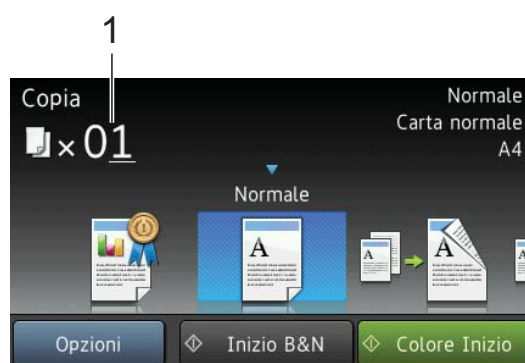 1
Copia
× 01
Normale
Carta normale
A4
Normale
A
A
A
A
Opzioni
Inizio B&N
Colore Inizio